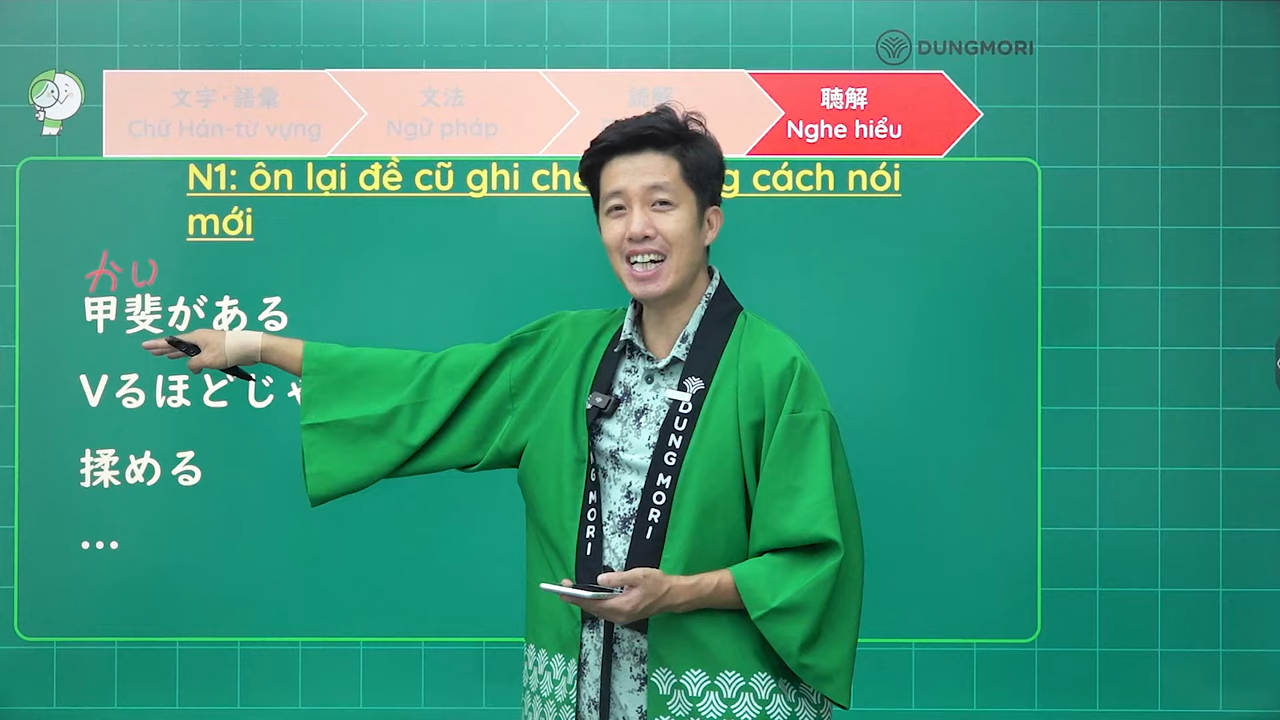 DUNGMORI
文字・語彙
Chữ Hán-từ vựng
文法
Ngữ pháp
読解
聴解
Nghe hiểu
N1: ôn lại đề cũ ghi cách nói
mới
かい
甲斐がある
Vるほどじゃ
揉める
...
DUNG MORI
G MORI